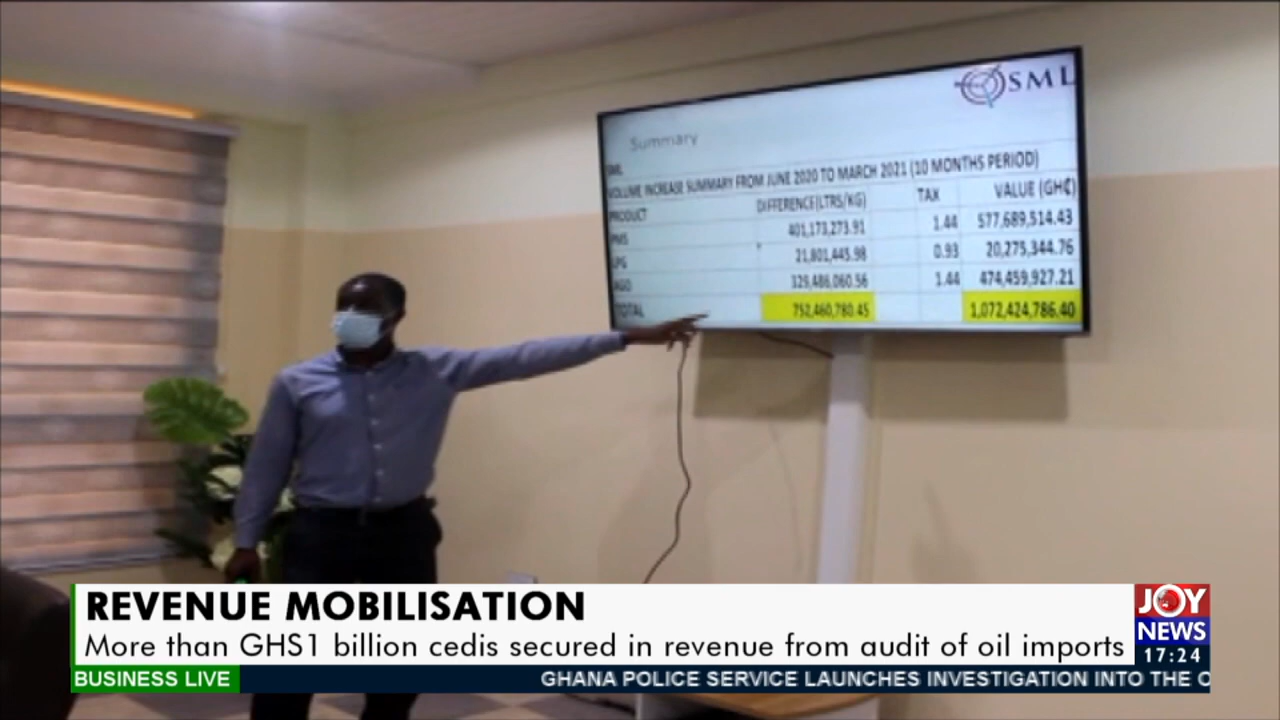 SML
Summary
SML
VOLUME INCREASE SUMMARY FROM JUNE 2020 TO MARCH 2021 (10 MONTHS PERIOD)
PRODUCT DIFFERENCE(LTRS/KG) TAX VALUE (GH₵)
PMS 401,173,273.91 1.44 577,689,514.43
LPG 21,801,445.98 0.93 20,275,344.76
AGO 329,486,060.56 1.44 474,459,927.21
TOTAL 752,460,780.45 1,072,424,786.40
REVENUE MOBILISATION
More than GHS1 billion cedis secured in revenue from audit of oil imports
JOY
NEWS
17:24
BUSINESS LIVE
GHANA POLICE SERVICE LAUNCHES INVESTIGATION INTO THE